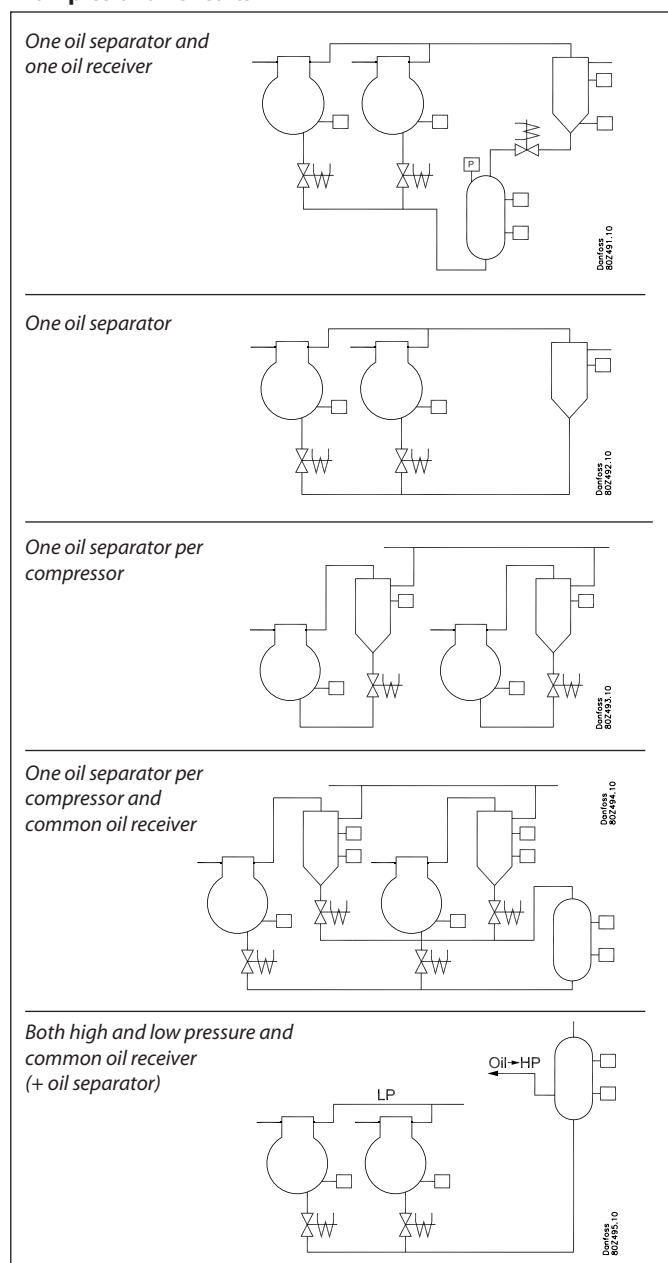 One oil separator and
one oil receiver
P
Danfoss
80Z491.10
One oil separator
Danfoss
80Z492.10
One oil separator per
compressor
Danfoss
80Z493.10
One oil separator per
compressor and
common oil receiver
Danfoss
80Z494.10
Both high and low pressure and
common oil receiver
(+ oil separator)
Oil→HP
LP
Danfoss
80Z495.10